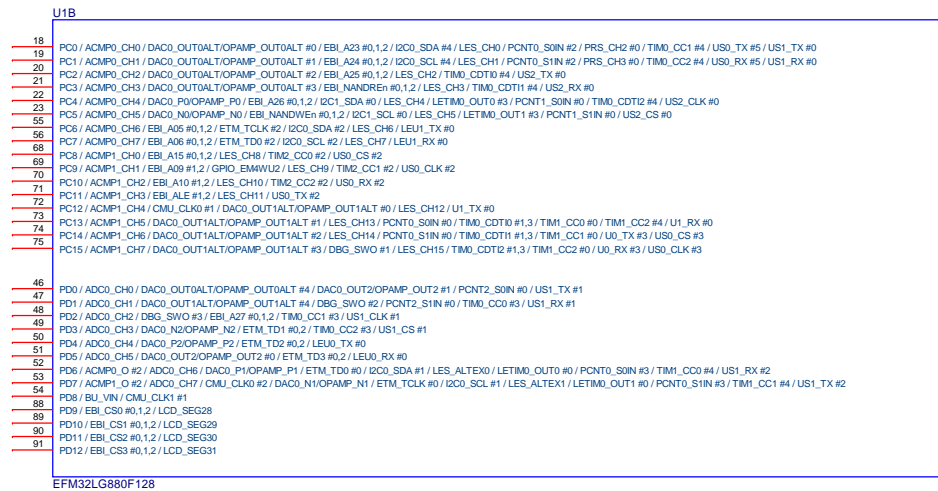 U1B
18 PC0 / ACMP0_CH0 / DAC0_OUT0ALT/OPAMP_OUT0ALT #0 / EBI_A23 #0,1,2 / I2C0_SDA #4 / LES_CH0 / PCNT0_S0IN #2 / PRS_CH2 #0 / TIM0_CC1 #4 / US0_TX #5 / US1_TX #0
19 PC1 / ACMP0_CH1 / DAC0_OUT0ALT/OPAMP_OUT0ALT #1 / EBI_A24 #0,1,2 / I2C0_SCL #4 / LES_CH1 / PCNT0_S1IN #2 / PRS_CH3 #0 / TIM0_CC2 #4 / US0_RX #5 / US1_RX #0
20 PC2 / ACMP0_CH2 / DAC0_OUT0ALT/OPAMP_OUT0ALT #2 / EBI_A25 #0,1,2 / LES_CH2 / TIM0_CDTI0 #4 / US2_TX #0
21 PC3 / ACMP0_CH3 / DAC0_OUT0ALT/OPAMP_OUT0ALT #3 / EBI_NANDREn #0,1,2 / LES_CH3 / TIM0_CDTI1 #4 / US2_RX #0
22 PC4 / ACMP0_CH4 / DAC0_P0/OPAMP_P0 / EBI_A26 #0,1,2 / I2C1_SDA #0 / LES_CH4 / LETIM0_OUT0 #3 / PCNT1_S0IN #0 / TIM0_CDTI2 #4 / US2_CLK #0
23 PC5 / ACMP0_CH5 / DAC0_N0/OPAMP_N0 / EBI_NANDWEn #0,1,2 / I2C1_SCL #0 / LES_CH5 / LETIM0_OUT1 #3 / PCNT1_S1IN #0 / US2_CS #0
55 PC6 / ACMP0_CH6 / EBI_A05 #0,1,2 / ETM_TCLK #2 / I2C0_SDA #2 / LES_CH6 / LEU1_TX #0
56 PC7 / ACMP0_CH7 / EBI_A06 #0,1,2 / ETM_TD0 #2 / I2C0_SCL #2 / LES_CH7 / LEU1_RX #0
68 PC8 / ACMP1_CH0 / EBI_A15 #0,1,2 / LES_CH8 / TIM2_CC0 #2 / US0_CS #2
69 PC9 / ACMP1_CH1 / EBI_A09 #1,2 / GPIO_EM4WU2 / LES_CH9 / TIM2_CC1 #2 / US0_CLK #2
70 PC10 / ACMP1_CH2 / EBI_A10 #1,2 / LES_CH10 / TIM2_CC2 #2 / US0_RX #2
71 PC11 / ACMP1_CH3 / EBI_ALE #1,2 / LES_CH11 / US0_TX #2
72 PC12 / ACMP1_CH4 / CMU_CLK0 #1 / DAC0_OUT1ALT/OPAMP_OUT1ALT #0 / LES_CH12 / U1_TX #0
73 PC13 / ACMP1_CH5 / DAC0_OUT1ALT/OPAMP_OUT1ALT #1 / LES_CH13 / PCNT0_S0IN #0 / TIM0_CDTI0 #1,3 / TIM1_CC0 #0 / TIM1_CC2 #4 / U1_RX #0
74 PC14 / ACMP1_CH6 / DAC0_OUT1ALT/OPAMP_OUT1ALT #2 / LES_CH14 / PCNT0_S1IN #0 / TIM0_CDTI1 #1,3 / TIM1_CC1 #0 / U0_TX #3 / US0_CS #3
75 PC15 / ACMP1_CH7 / DAC0_OUT1ALT/OPAMP_OUT1ALT #3 / DBG_SWO #1 / LES_CH15 / TIM0_CDTI2 #1,3 / TIM1_CC2 #0 / U0_RX #3 / US0_CLK #3
46 PD0 / ADC0_CH0 / DAC0_OUT0ALT/OPAMP_OUT0ALT #4 / DAC0_OUT2/OPAMP_OUT2 #1 / PCNT2_S0IN #0 / US1_TX #1
47 PD1 / ADC0_CH1 / DAC0_OUT1ALT/OPAMP_OUT1ALT #4 / DBG_SWO #2 / PCNT2_S1IN #0 / TIM0_CC0 #3 / US1_RX #1
48 PD2 / ADC0_CH2 / DBG_SWO #3 / EBI_A27 #0,1,2 / TIM0_CC1 #3 / US1_CLK #1
49 PD3 / ADC0_CH3 / DAC0_N2/OPAMP_N2 / ETM_TD1 #0,2 / TIM0_CC2 #3 / US1_CS #1
50 PD4 / ADC0_CH4 / DAC0_P2/OPAMP_P2 / ETM_TD2 #0,2 / LEU0_TX #0
51 PD5 / ADC0_CH5 / DAC0_OUT2/OPAMP_OUT2 #0 / ETM_TD3 #0,2 / LEU0_RX #0
52 PD6 / ACMP0_O #2 / ADC0_CH6 / DAC0_P1/OPAMP_P1 / ETM_TD0 #0 / I2C0_SDA #1 / LES_ALTEX0 / LETIM0_OUT0 #0 / PCNT0_S0IN #3 / TIM1_CC0 #4 / US1_RX #2
53 PD7 / ACMP1_O #2 / ADC0_CH7 / CMU_CLK0 #2 / DAC0_N1/OPAMP_N1 / ETM_TCLK #0 / I2C0_SCL #1 / LES_ALTEX1 / LETIM0_OUT1 #0 / PCNT0_S1IN #3 / TIM1_CC1 #4 / US1_TX #2
54 PD8 / BU_VIN / CMU_CLK1 #1
88 PD9 / EBI_CS0 #0,1,2 / LCD_SEG28
89 PD10 / EBI_CS1 #0,1,2 / LCD_SEG29
90 PD11 / EBI_CS2 #0,1,2 / LCD_SEG30
91 PD12 / EBI_CS3 #0,1,2 / LCD_SEG31
EFM32LG880F128